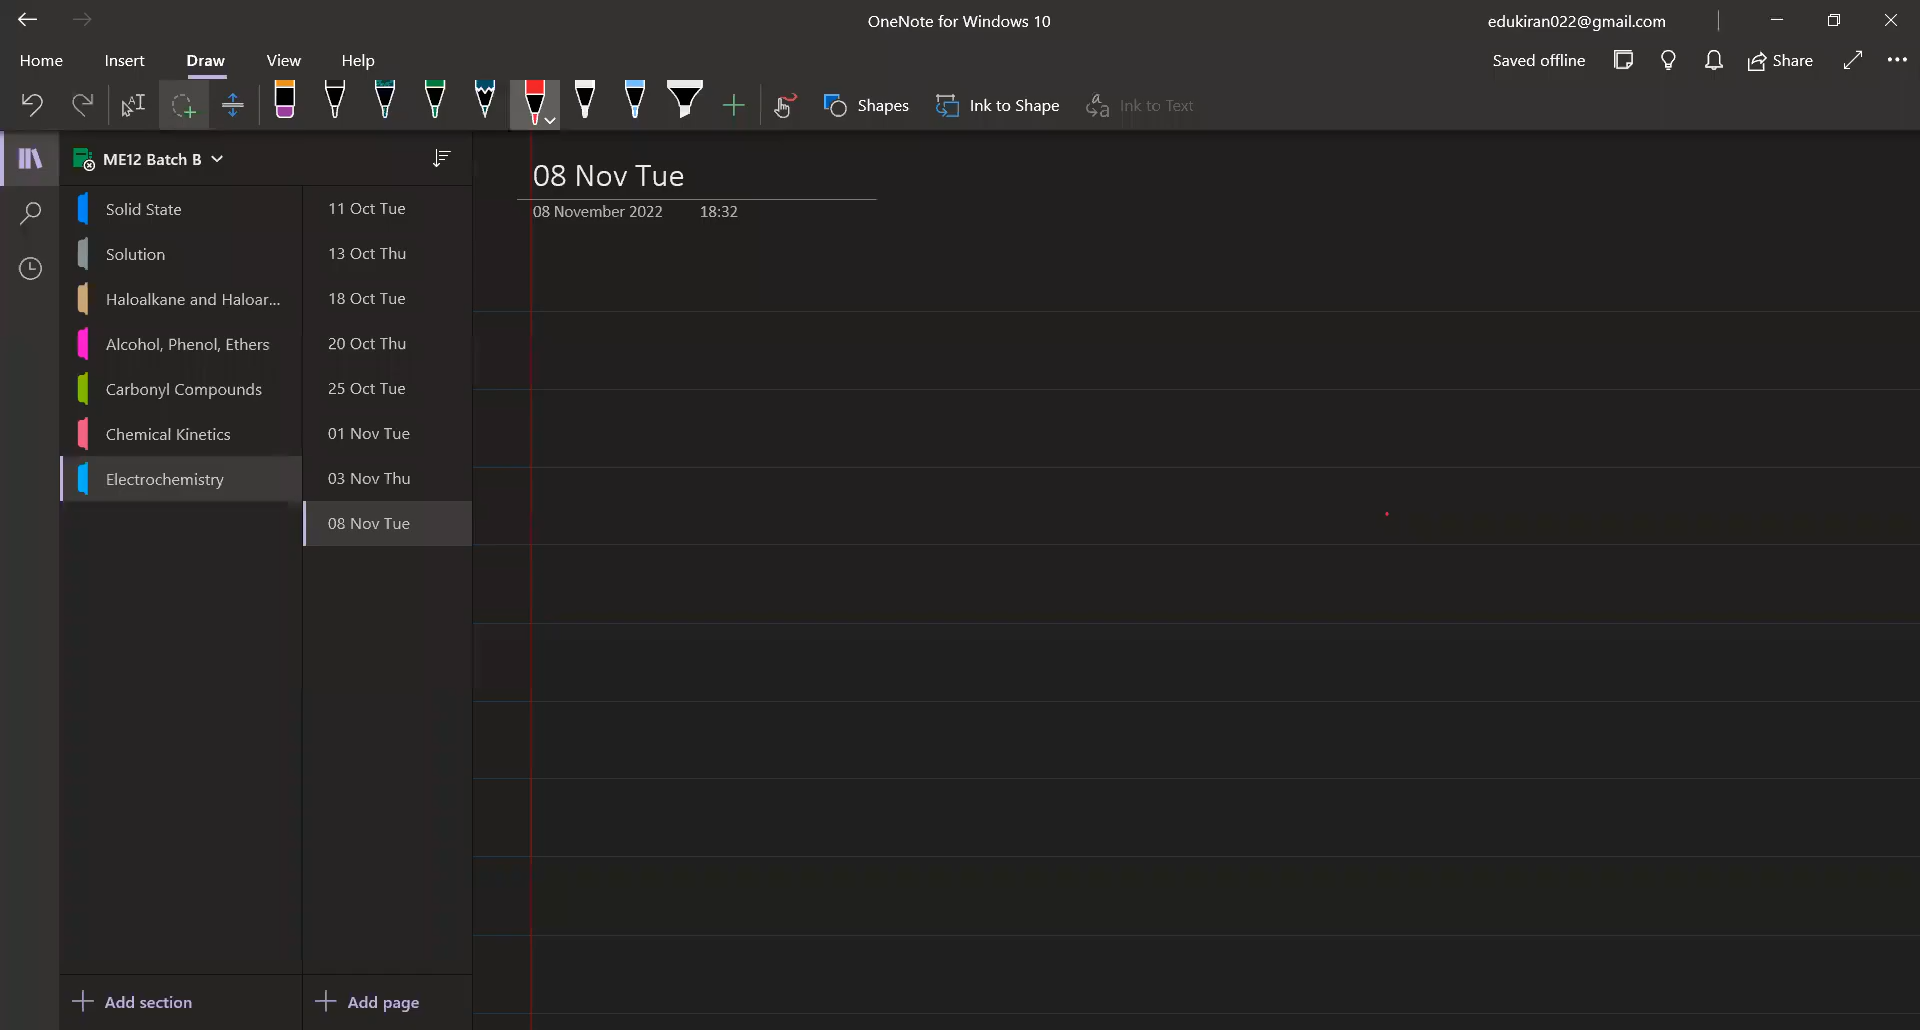 OneNote for Windows 10
edukiran022@gmail.com
Home Insert Draw View Help
Saved offline
Share
Shapes
Ink to Shape
Ink to Text
ME12 Batch B
Solid State
Solution
Haloalkane and Haloar...
Alcohol, Phenol, Ethers
Carbonyl Compounds
Chemical Kinetics
Electrochemistry
Add section
11 Oct Tue
13 Oct Thu
18 Oct Tue
20 Oct Thu
25 Oct Tue
01 Nov Tue
03 Nov Thu
08 Nov Tue
Add page
08 Nov Tue
08 November 2022 18:32